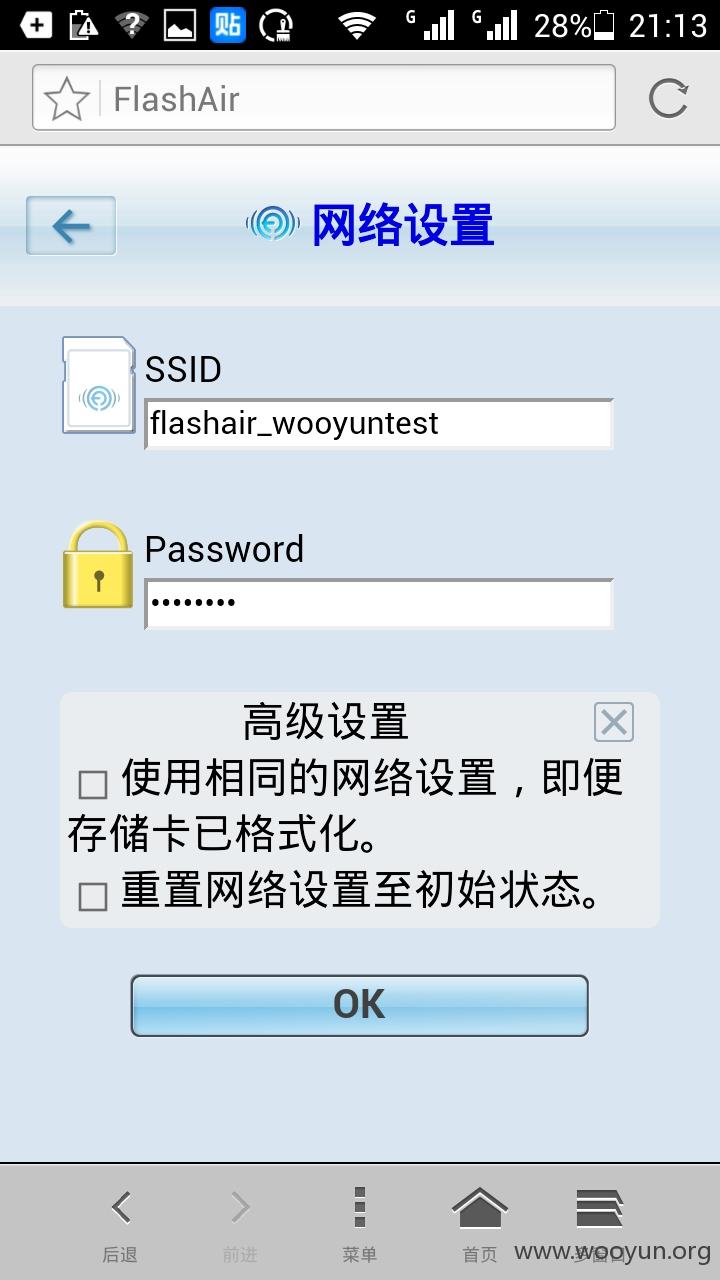 贴 G G 28% 21:13
FlashAir
网络设置
SSID
flashair_wooyuntest
Password
高级设置
使用相同的网络设置，即便
存储卡已格式化。
重置网络设置至初始状态。
OK
后退 前进 菜单 首页 多窗口
www.wooyun.org